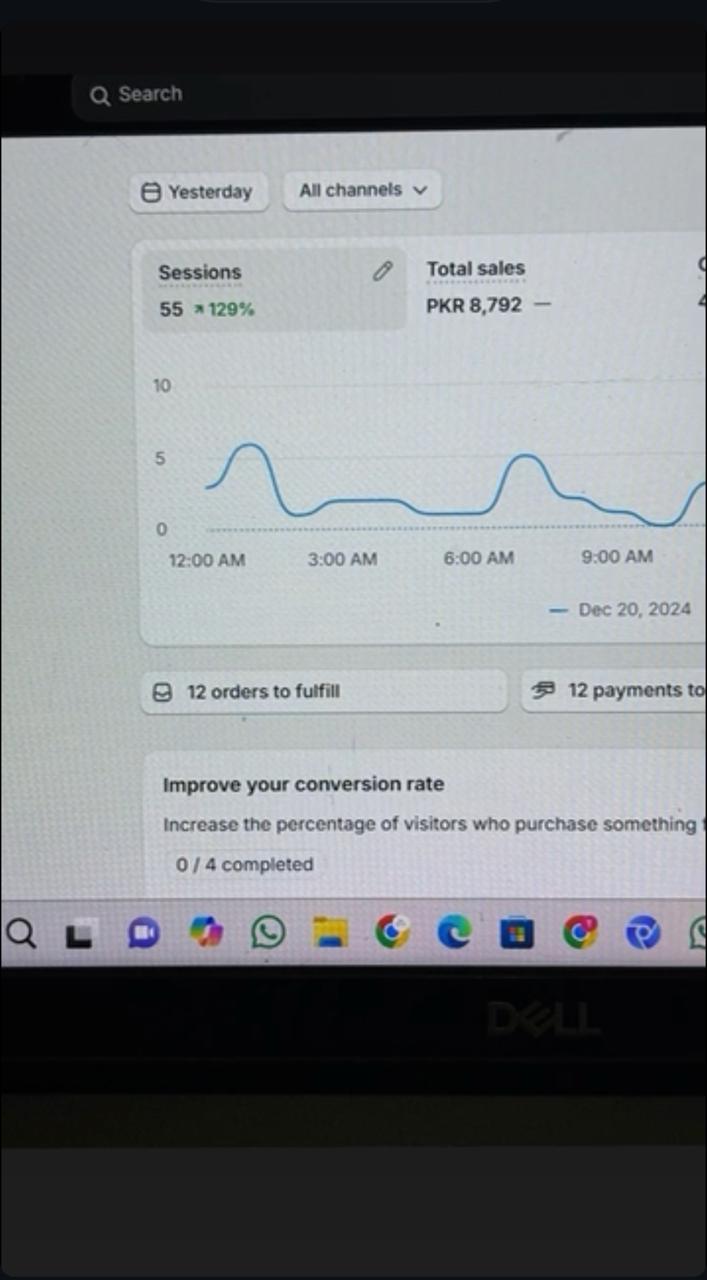 Search
Yesterday
All channels
Sessions
55 129%
Total sales
PKR 8,792 —
10
5
0
12:00 AM 3:00 AM 6:00 AM 9:00 AM
Dec 20, 2024
12 orders to fulfill
12 payments to
Improve your conversion rate
Increase the percentage of visitors who purchase something
0 / 4 completed
DELL